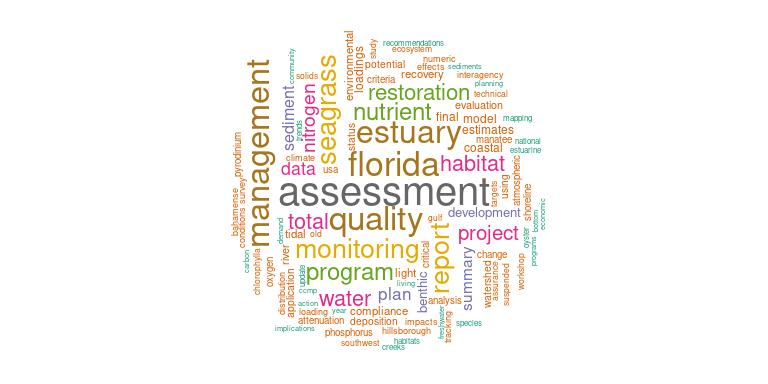 recommendations
ecosystem
study
environmental
loadings
numeric
effects
sediments
potential
community
solids
criteria
recovery
interagency
planning
technical
management
seagrass
restoration
sediment
nitrogen
nutrient
evaluation
trends
status
estuary
final
model
mapping
estimates
manatee
national
coastal
estuarine
pyrodinium
climate
usa
data
florida
habitat
atmospheric
using
targets
assessment
bahamense
conditions
survey
shoreline
economic
bottom
oyster
programs
total
quality
gulf
development
demand
tidal
old
report
project
river
monitoring
critical
change
workshop
carbon
chlorophylla
oxygen
update
program
light
living
benthic
summary
watershed
assurance
suspended
distribution
application
ccmp
action
water
plan
analysis
loading
year
compliance
freshwater
tracking
attenuation
deposition
impacts
species
implications
phosphorus
hillsborough
southwest
habitats
creeks